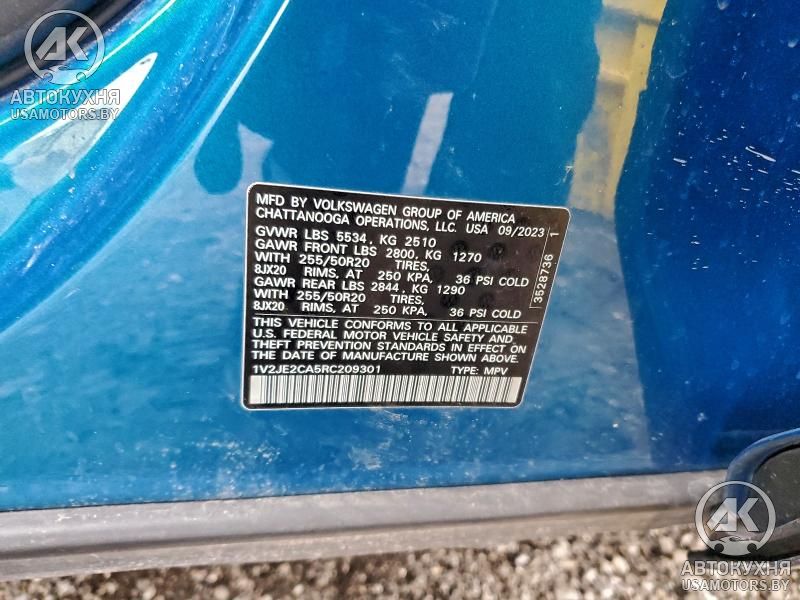 AK
АВТОКУХНЯ
USAMOTORS.BY
MFD BY VOLKSWAGEN GROUP OF AMERICA
CHATTANOOGA OPERATIONS, LLC. USA 09/2023
GVWR LBS 5534, KG 2510
GAWR FRONT LBS 2800, KG 1270
WITH 255/50R20 TIRES,
8JX20 RIMS, AT 250 KPA, 36 PSI COLD
GAWR REAR LBS 2844, KG 1290
WITH 255/50R20 TIRES,
8JX20 RIMS, AT 250 KPA, 36 PSI COLD
THIS VEHICLE CONFORMS TO ALL APPLICABLE
U.S. FEDERAL MOTOR VEHICLE SAFETY AND
THEFT PREVENTION STANDARDS IN EFFECT ON
THE DATE OF MANUFACTURE SHOWN ABOVE.
1V2JE2CA5RC209301 TYPE: MPV
3528736 1
AK
АВТОКУХНЯ
USAMOTORS.BY